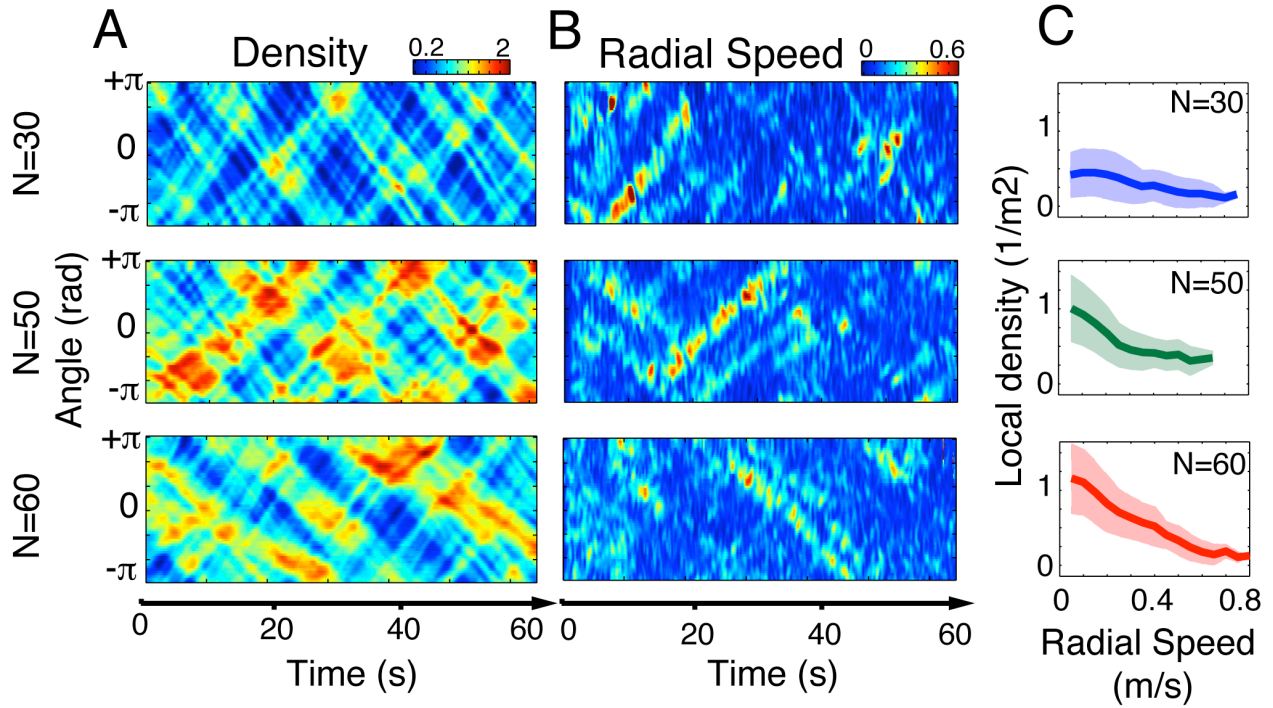 A
Density
0.2 2
B
Radial Speed
0 0.6
C
N=30
+π
0
-π
N=30
1
0
N=50
Angle (rad)
+π
0
-π
N=50
1
0
Local density (1/m2)
N=60
+π
0
-π
N=60
1
0
0 20 40 60
Time (s)
0 20 40 60
Time (s)
0 0.4 0.8
Radial Speed
(m/s)